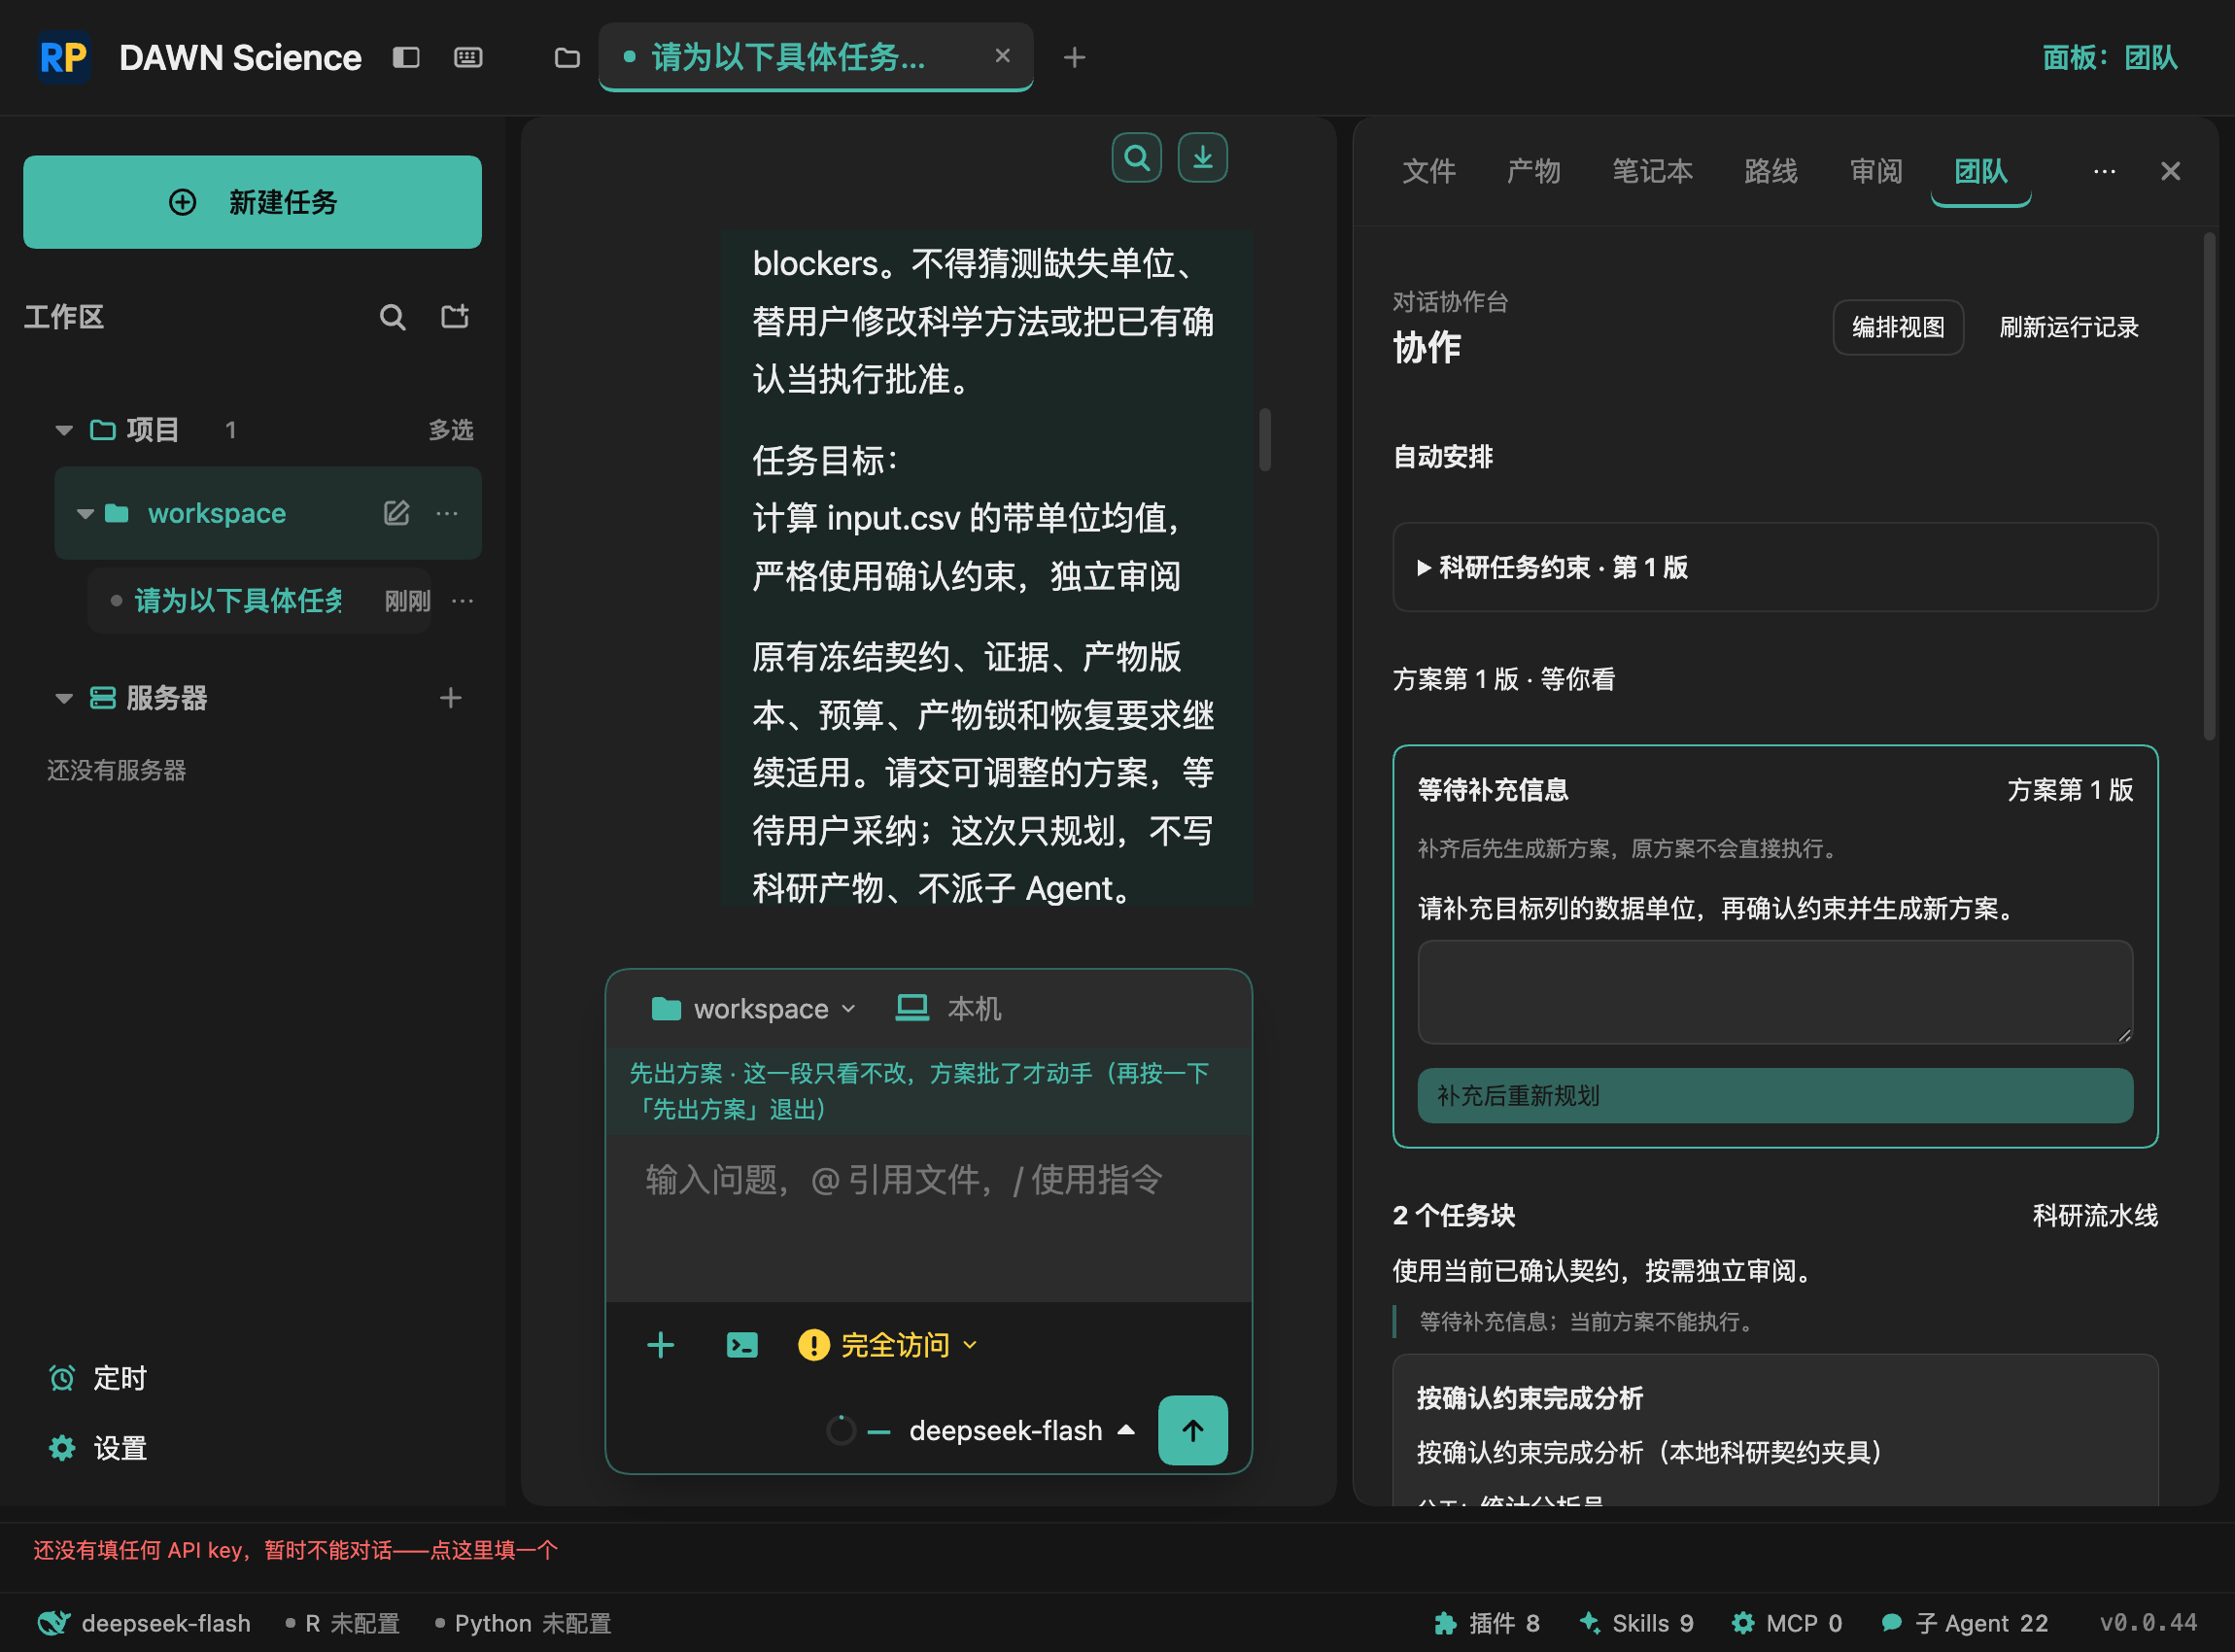 RP DAWN Science
请为以下具体任务...
面板：团队
新建任务
工作区
项目 1 多选
workspace
请为以下具体任务 刚刚
服务器
还没有服务器
定时
设置
blockers。不得猜测缺失单位、
替用户修改科学方法或把已有确
认当执行批准。
任务目标：
计算 input.csv 的带单位均值，
严格使用确认约束，独立审阅
原有冻结契约、证据、产物版
本、预算、产物锁和恢复要求继
续适用。请交可调整的方案，等
待用户采纳；这次只规划，不写
科研产物、不派子 Agent。
workspace 本机
先出方案 · 这一段只看不改，方案批了才动手（再按一下
「先出方案」退出）
输入问题，@ 引用文件，/ 使用指令
完全访问
deepseek-flash
文件 产物 笔记本 路线 审阅 团队
对话协作台
协作
编排视图 刷新运行记录
自动安排
科研任务约束 · 第 1 版
方案第 1 版 · 等你看
等待补充信息 方案第 1 版
补齐后先生成新方案，原方案不会直接执行。
请补充目标列的数据单位，再确认约束并生成新方案。
补充后重新规划
2 个任务块 科研流水线
使用当前已确认契约，按需独立审阅。
等待补充信息；当前方案不能执行。
按确认约束完成分析
按确认约束完成分析（本地科研契约夹具）
分工：统计分析员
还没有填任何 API key，暂时不能对话——点这里填一个
deepseek-flash R 未配置 Python 未配置
插件 8 Skills 9 MCP 0 子 Agent 22 v0.0.44